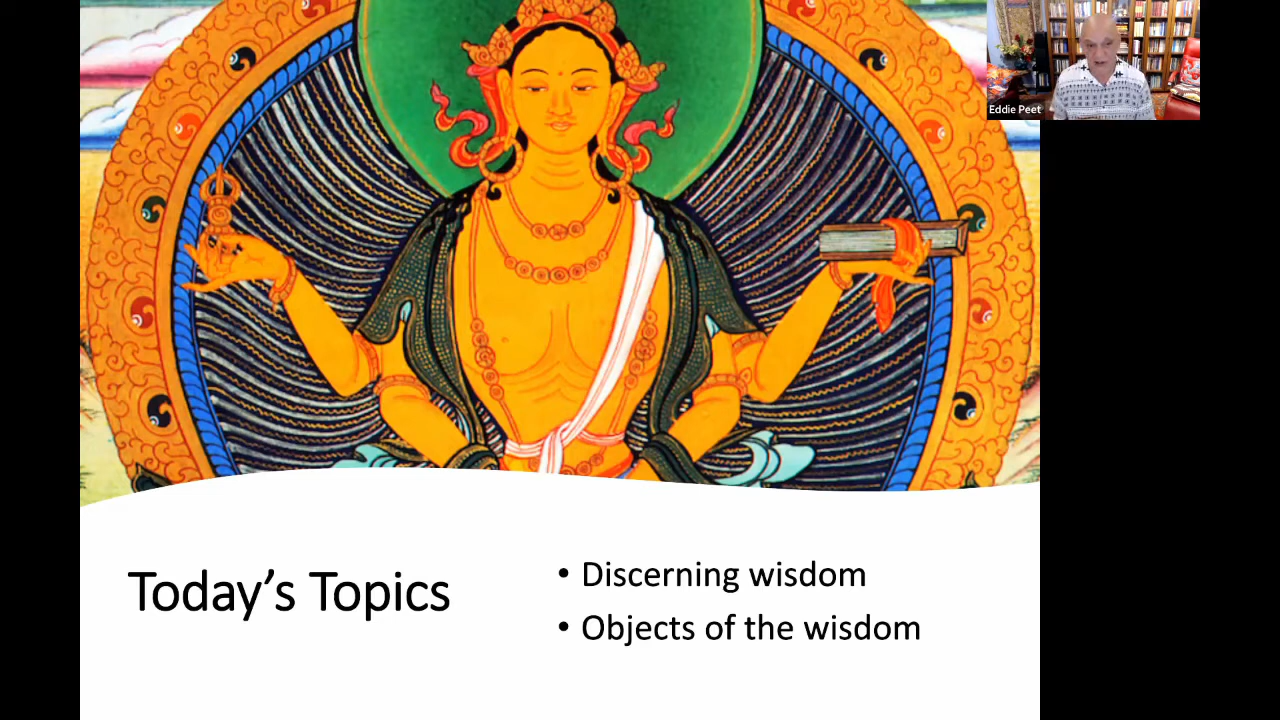 Eddie Peet
Today’s Topics
• Discerning wisdom
• Objects of the wisdom